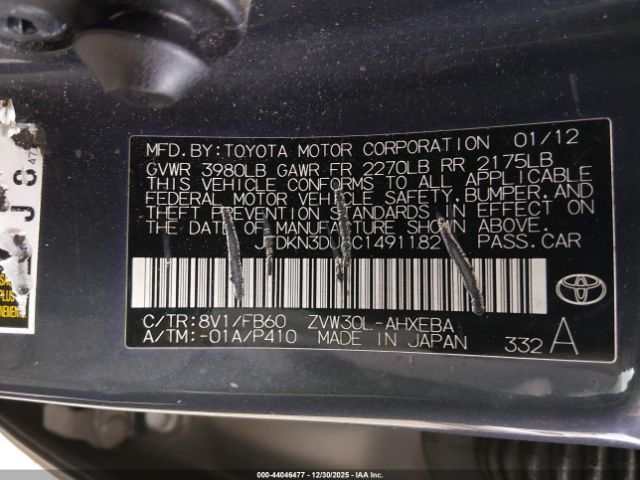 MFD. BY: TOYOTA MOTOR CORPORATION 01/12
GVWR 3980LB GAWR FR 2270LB RR 2175LB
THIS VEHICLE CONFORMS TO ALL APPLICABLE
FEDERAL MOTOR VEHICLE SAFETY, BUMPER, AND
THEFT PREVENTION STANDARDS IN EFFECT ON
THE DATE OF MANUFACTURE SHOWN ABOVE.
PASS. CAR
C/TR: 8V1/FB60 ZVW30L-AHXEBA
A/TM: -01A/P410 MADE IN JAPAN 332 A
TOYOTA
000-44046477 - 12/30/2025 - IAA Inc.